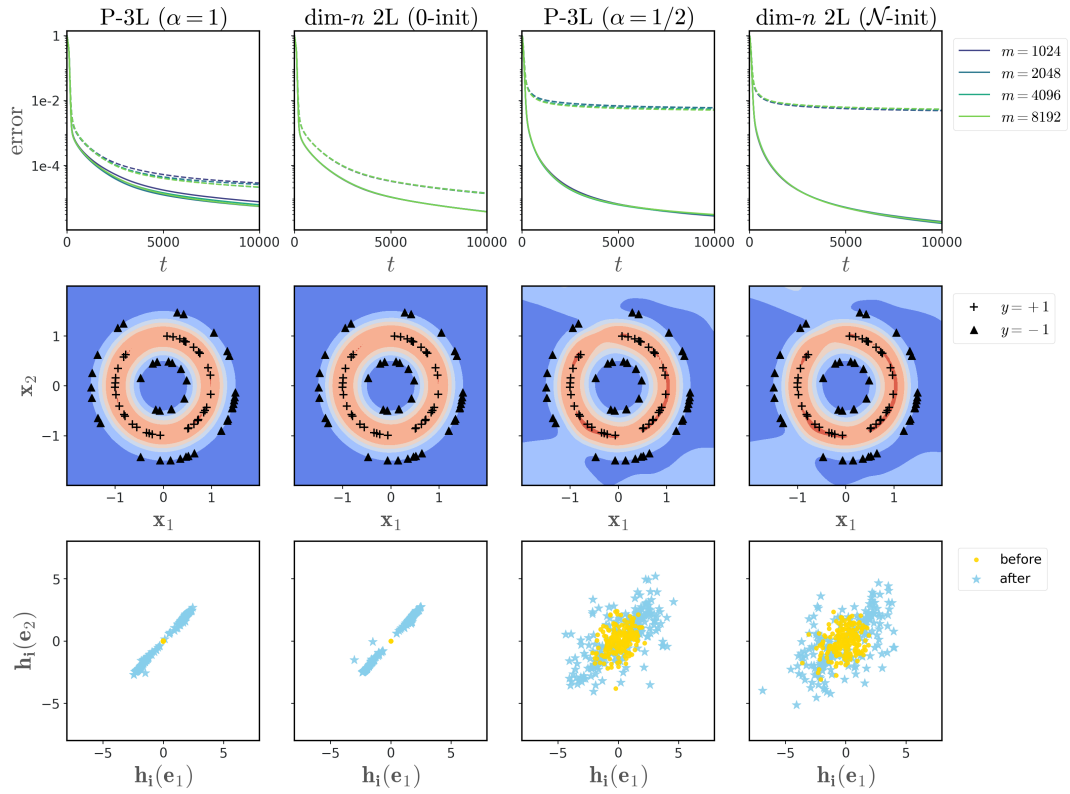 P-3L (α = 1)
dim-n 2L (0-init)
P-3L (α = 1/2)
dim-n 2L (𝒩-init)
error
1
1e-2
1e-4
0 5000 10000
t
0 5000 10000
t
0 5000 10000
t
0 5000 10000
t
m = 1024
m = 2048
m = 4096
m = 8192
x₂
1
0
−1
−1 0 1
x₁
−1 0 1
x₁
−1 0 1
x₁
−1 0 1
x₁
y = +1
y = −1
hᵢ(e₂)
5
0
−5
−5 0 5
hᵢ(e₁)
−5 0 5
hᵢ(e₁)
−5 0 5
hᵢ(e₁)
−5 0 5
hᵢ(e₁)
before
after